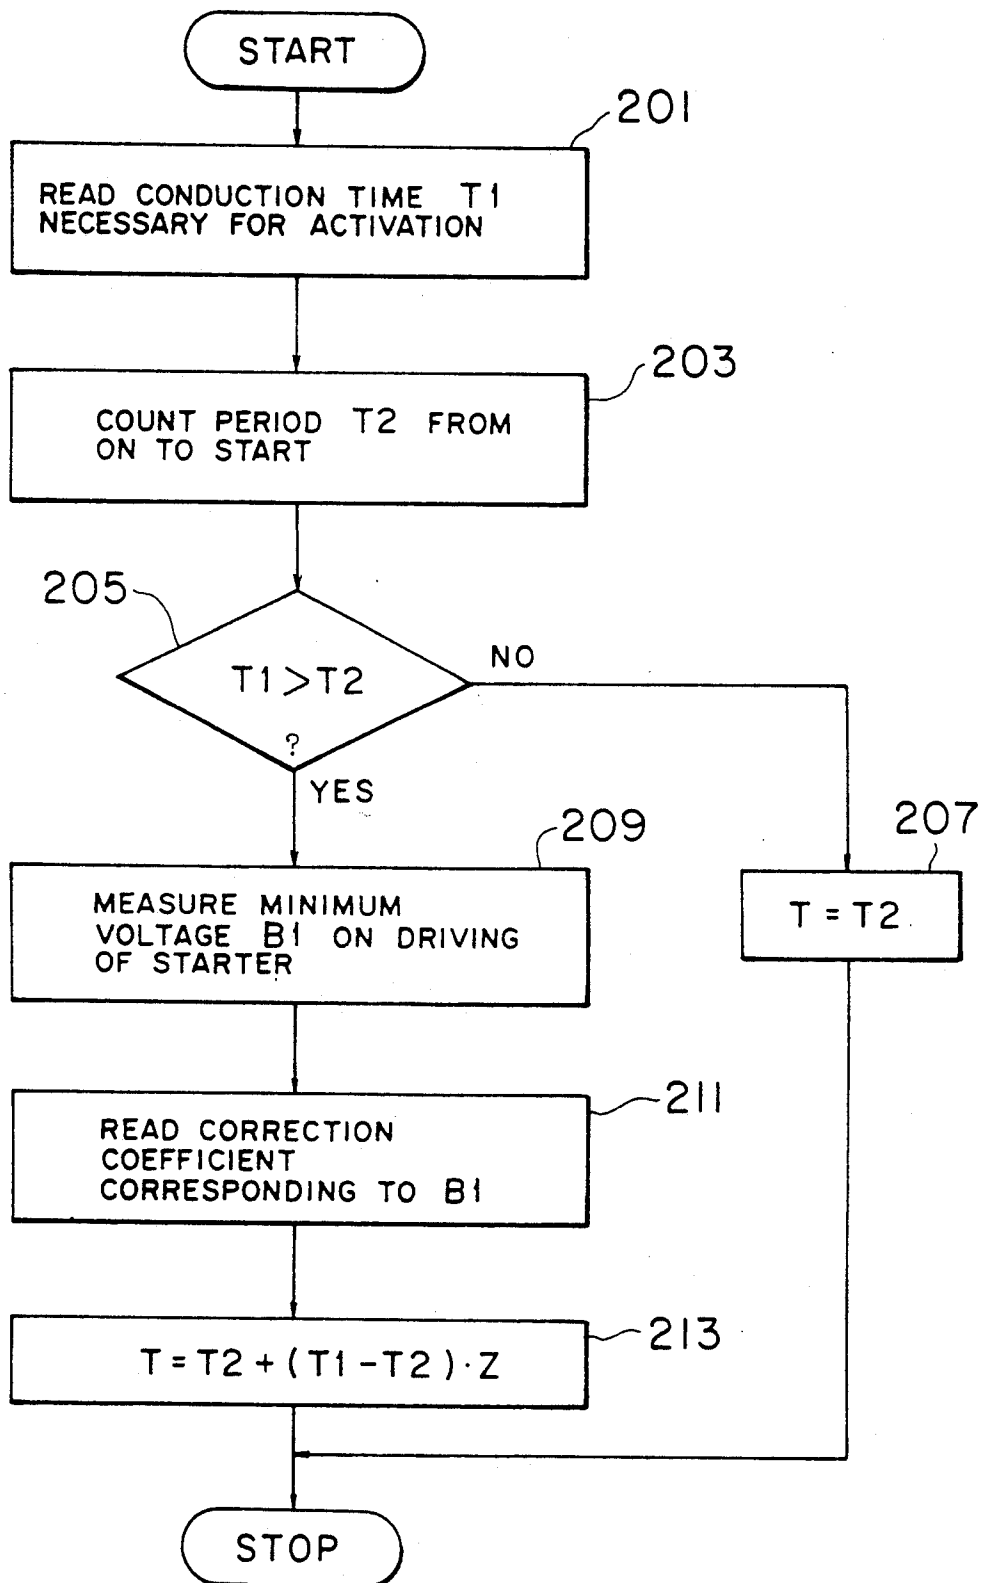 START
201
READ CONDUCTION TIME T1
NECESSARY FOR ACTIVATION
203
COUNT PERIOD T2 FROM
ON TO START
205
T1>T2
?
NO
YES
209
MEASURE MINIMUM
VOLTAGE B1 ON DRIVING
OF STARTER
207
T=T2
211
READ CORRECTION
COEFFICIENT
CORRESPONDING TO B1
213
T=T2+(T1-T2)·Z
STOP